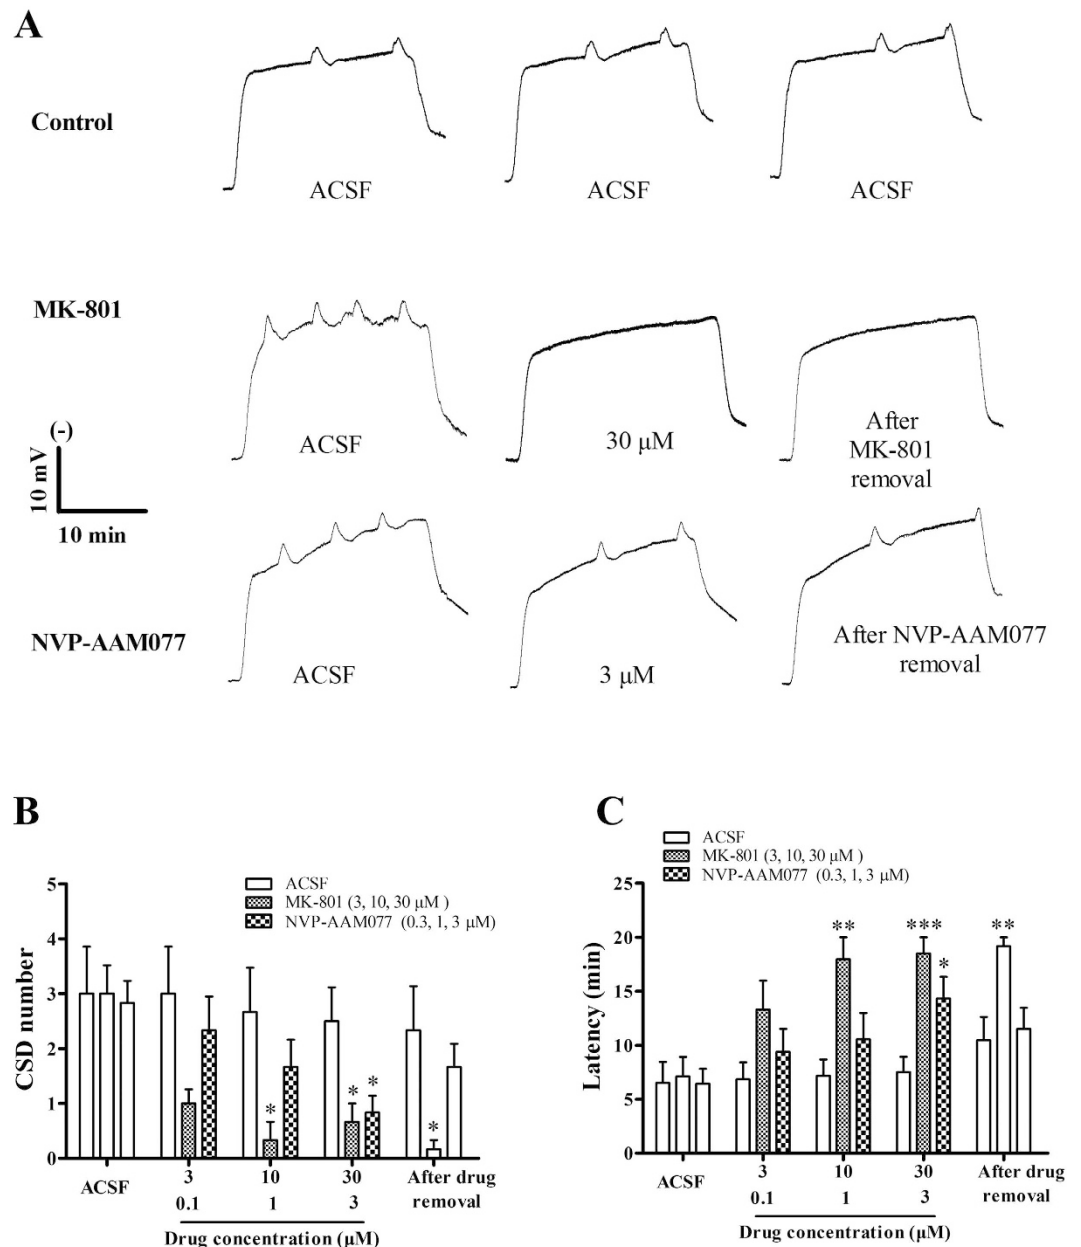 A
Control
ACSF
ACSF
ACSF
MK-801
ACSF
30 μM
After
MK-801
removal
(-)
10 mV
10 min
NVP-AAM077
ACSF
3 μM
After NVP-AAM077
removal
B
ACSF
MK-801 (3, 10, 30 μM )
NVP-AAM077 (0.3, 1, 3 μM)
CSD number
5
4
3
2
1
0
* * * *
ACSF
3 10 30
0.1 1 3
After drug
removal
Drug concentration (μM)
C
ACSF
MK-801 (3, 10, 30 μM )
NVP-AAM077 (0.3, 1, 3 μM)
Latency (min)
25
20
15
10
5
0
** *** * **
ACSF
3 10 30
0.1 1 3
After drug
removal
Drug concentration (μM)